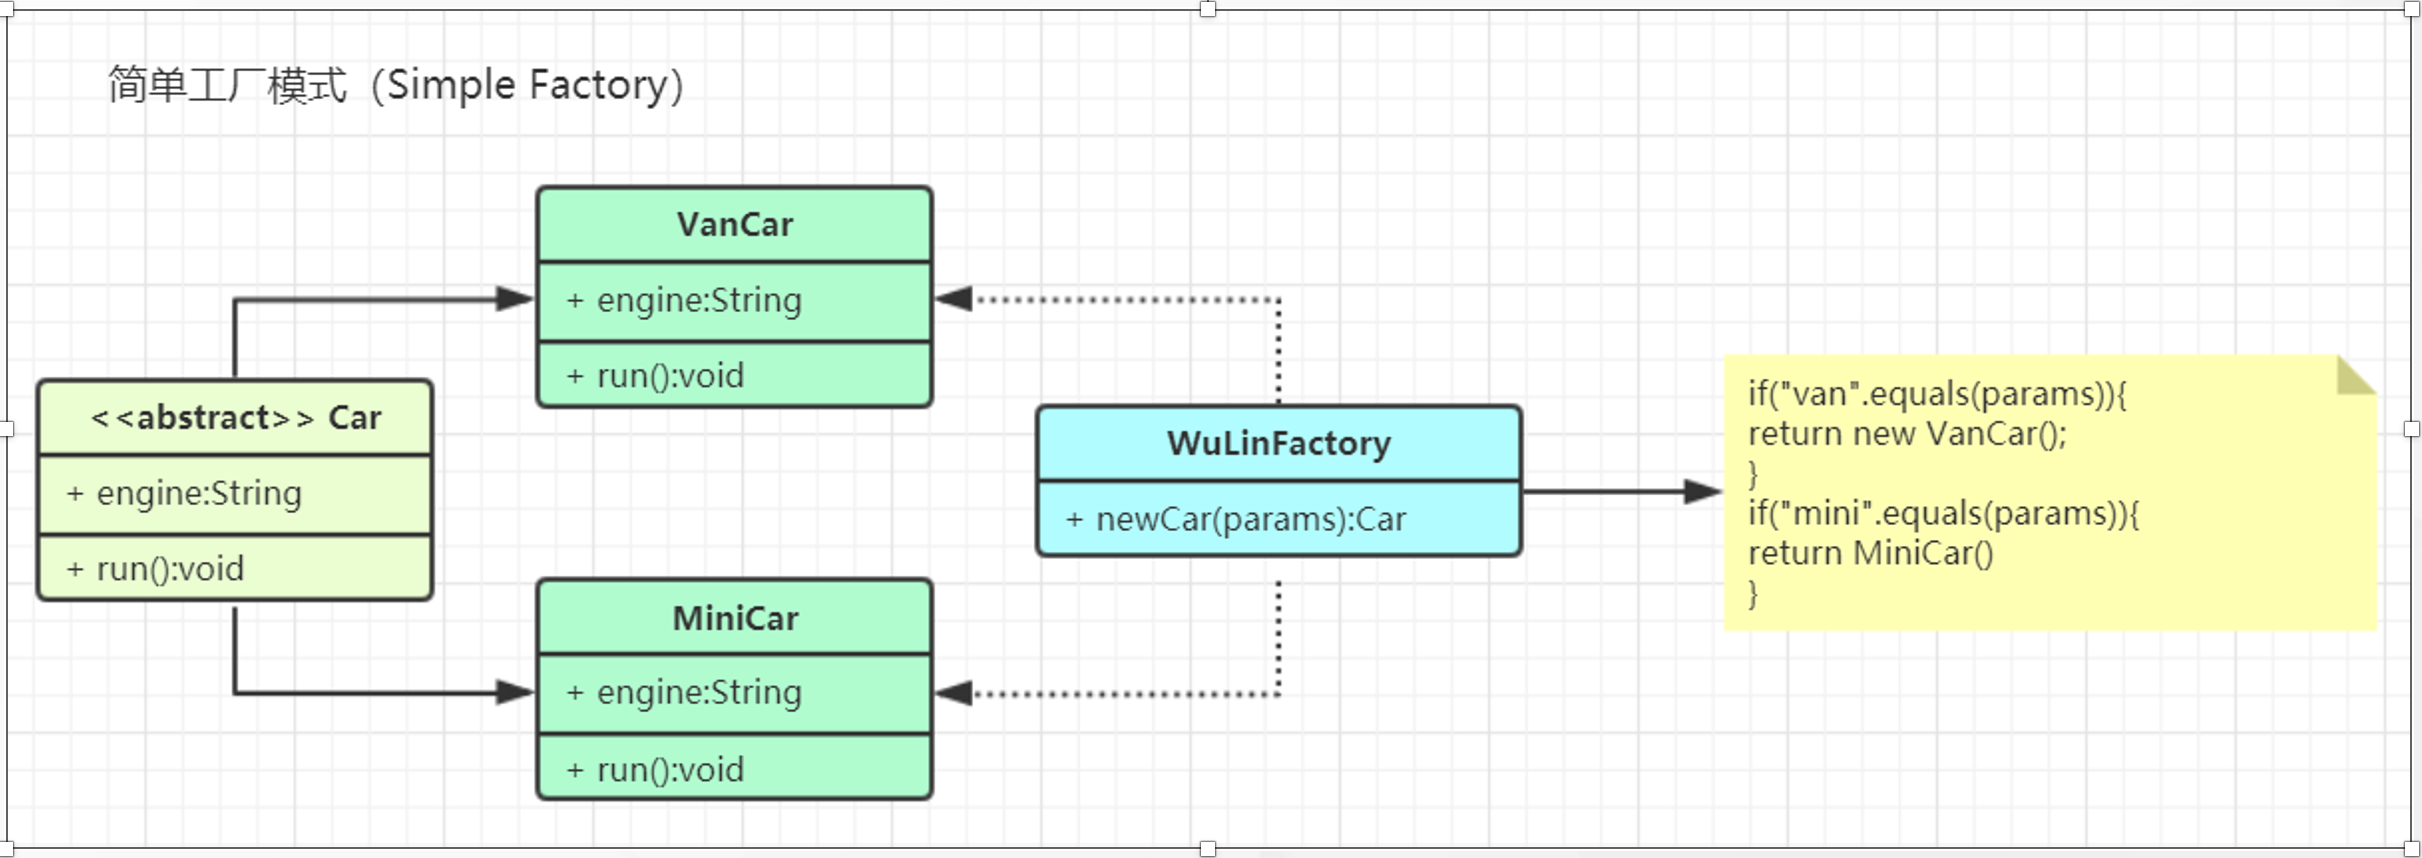 简单工厂模式（Simple Factory）
VanCar
+ engine:String
+ run():void
<<abstract>> Car
+ engine:String
+ run():void
MiniCar
+ engine:String
+ run():void
WuLinFactory
+ newCar(params):Car
if("van".equals(params)){
return new VanCar();
}
if("mini".equals(params)){
return MiniCar()
}